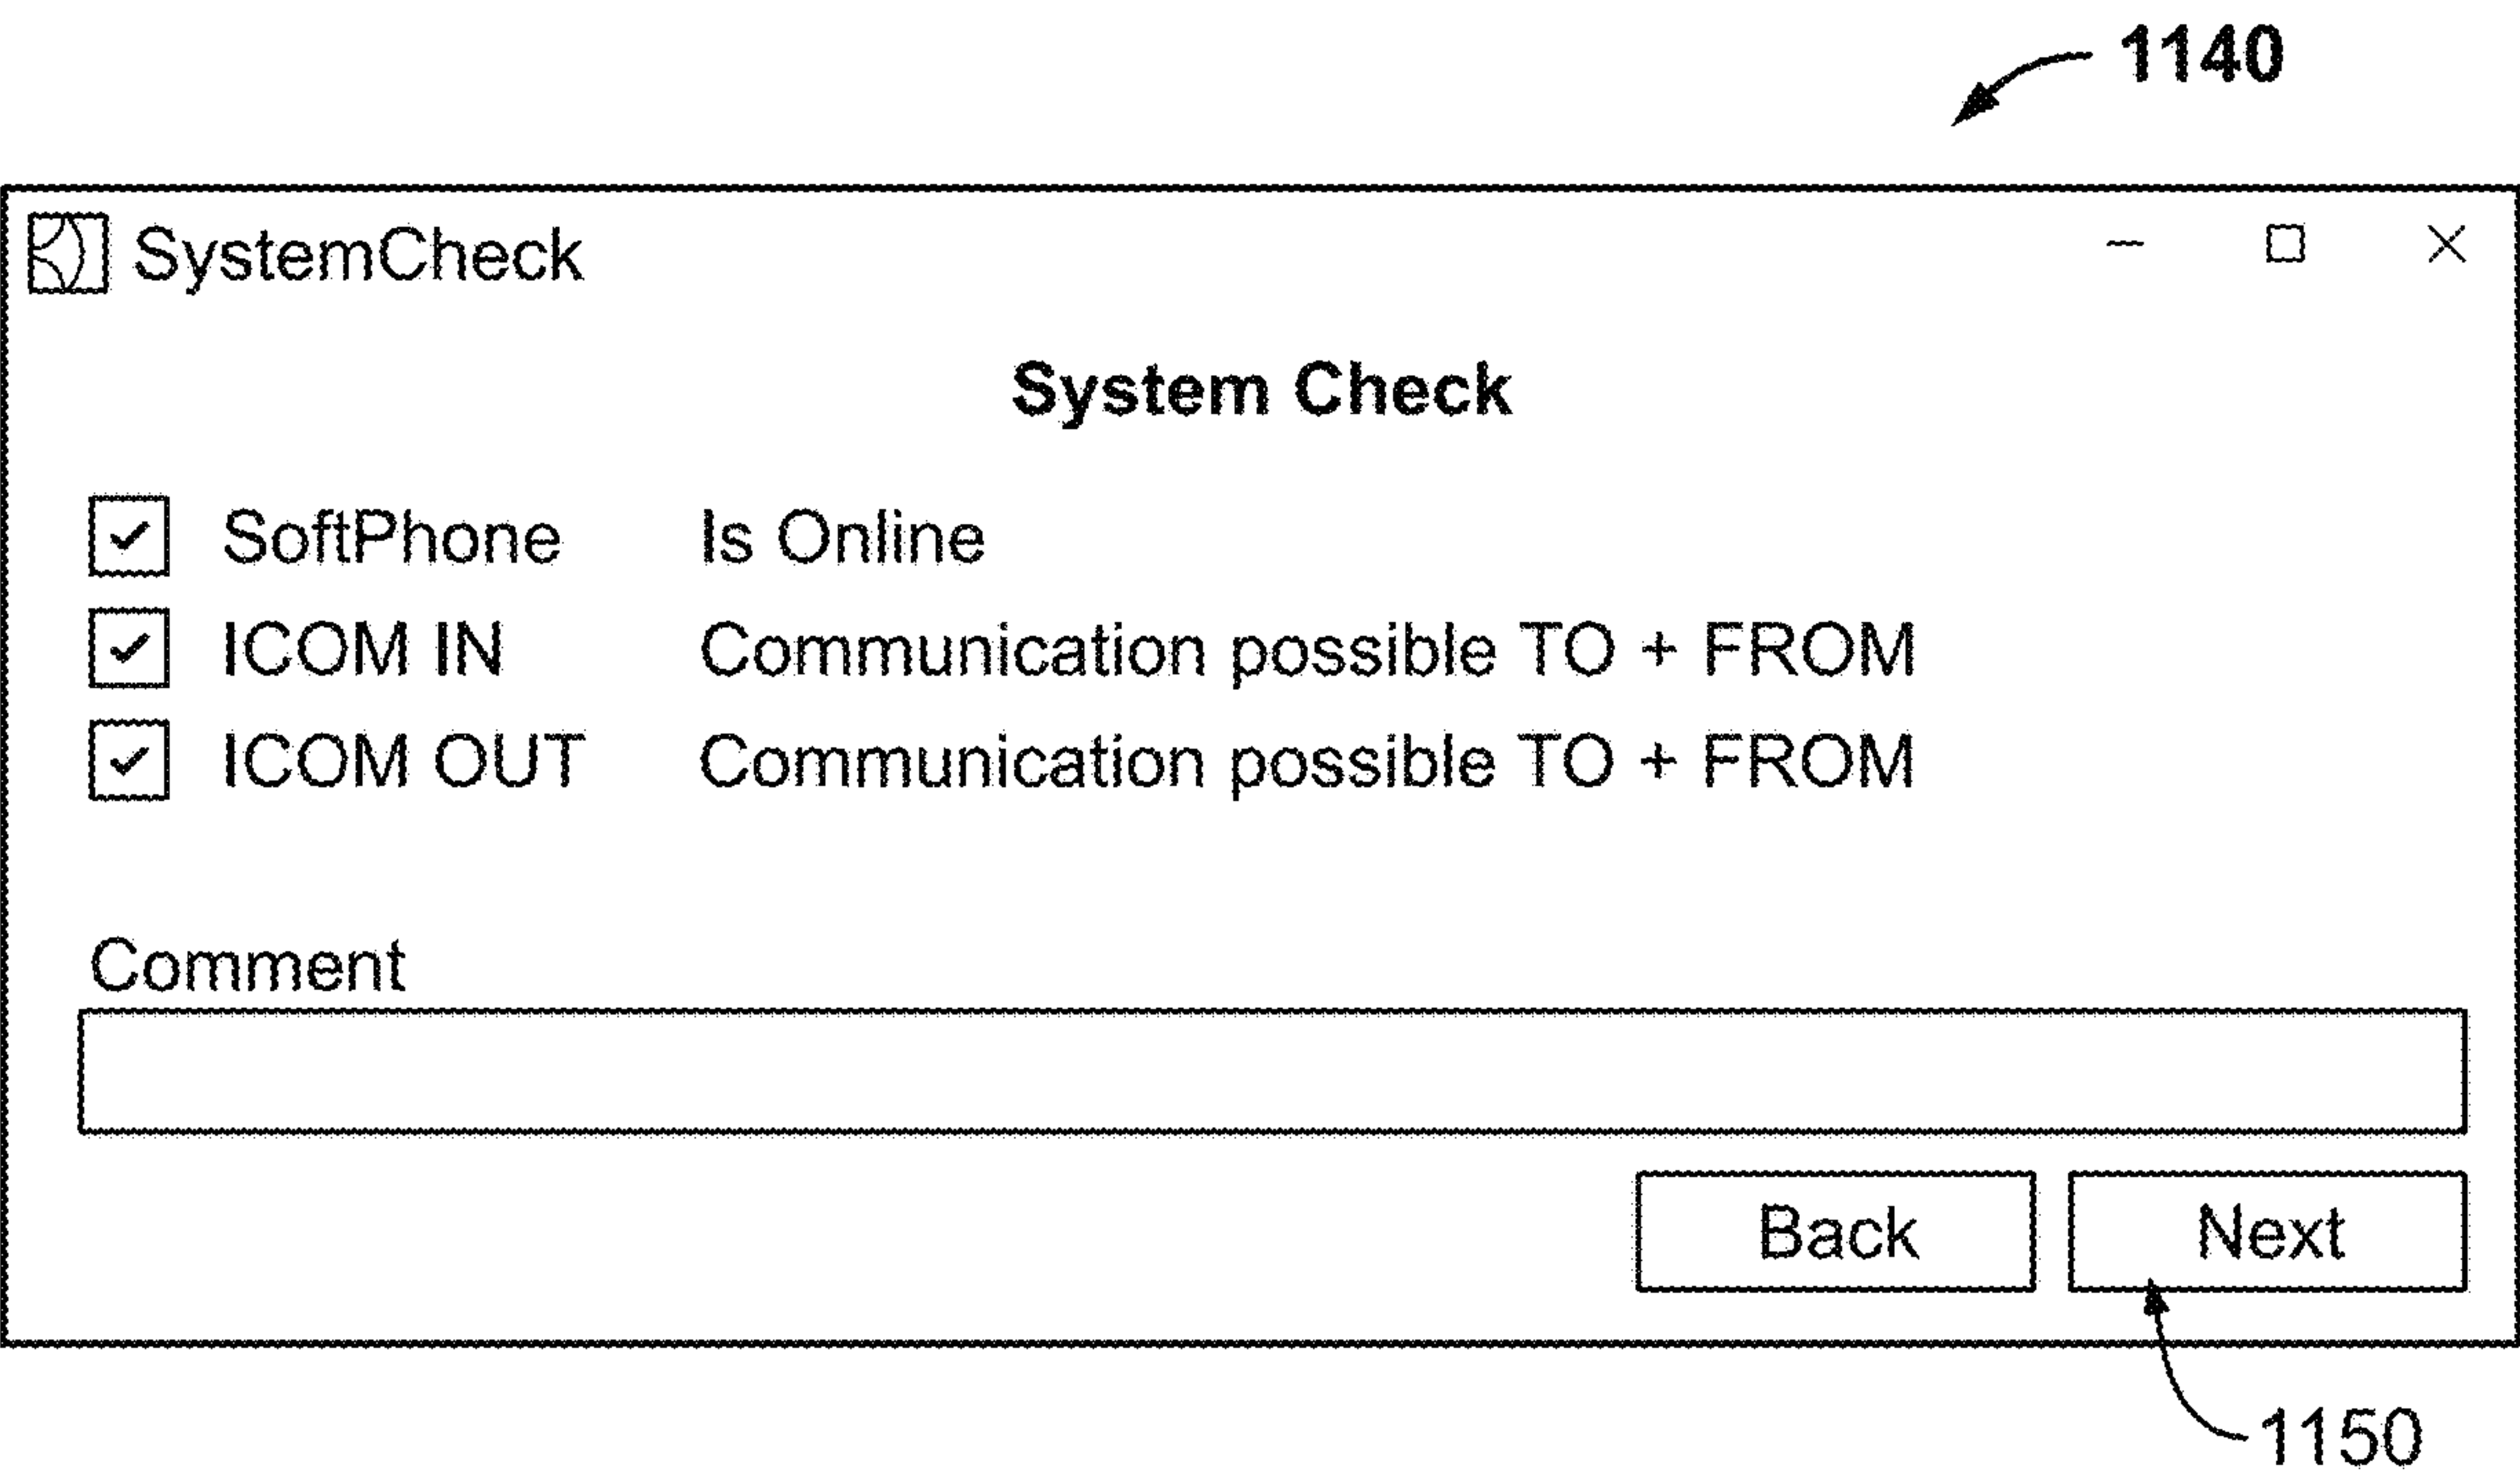 1140
SystemCheck
System Check
SoftPhone Is Online
ICOM IN Communication possible TO + FROM
ICOM OUT Communication possible TO + FROM
Comment
Back Next
1150